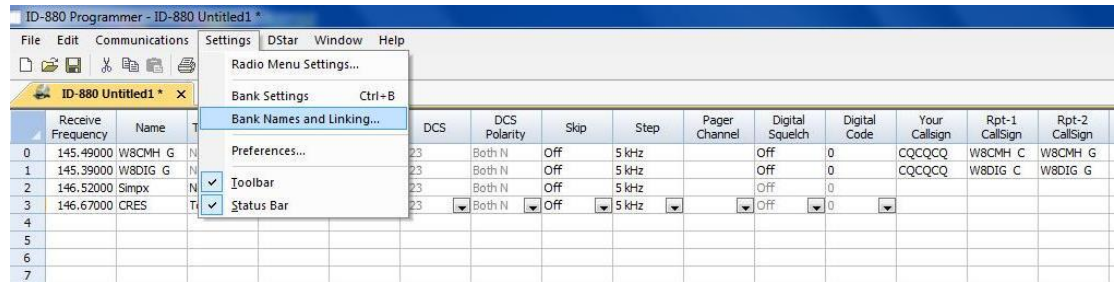 ID-880 Programmer - ID-880 Untitled1 *
File Edit Communications Settings DStar Window Help
Radio Menu Settings...
ID-880 Untitled1 * ×
Bank Settings Ctrl+B
Bank Names and Linking...
Preferences...
Toolbar
Status Bar
Receive Frequency Name T DCS DCS Polarity Skip Step Pager Channel Digital Squelch Digital Code Your Callsign Rpt-1 CallSign Rpt-2 CallSign
0 145.49000 W8CMH G N 23 Both N Off 5 kHz Off 0 CQCQCQ W8CMH C W8CMH G
1 145.39000 W8DIG G N 23 Both N Off 5 kHz Off 0 CQCQCQ W8DIG C W8DIG G
2 146.52000 Simpx N 23 Both N Off 5 kHz Off 0
3 146.67000 CRES T 23 Both N Off 5 kHz Off 0
4
5
6
7